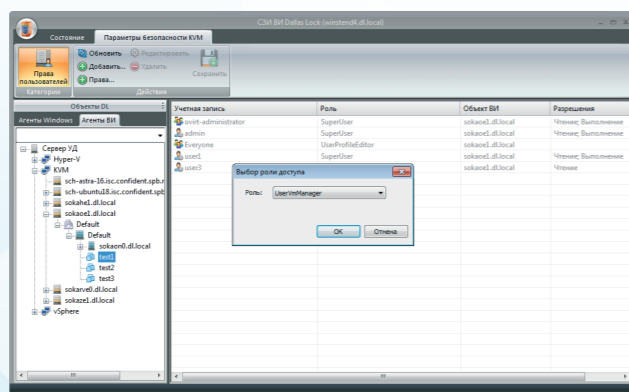 СЗИ ВИ Dallas Lock (winstend4.dl.local)
Состояние Параметры безопасности KVM
Права пользователей
Обновить Редактировать
Добавить... Удалить
Права...
Сохранить
Категории Действия
Объекты DL
Агенты Windows Агенты ВИ
Сервер УД
Hyper-V
KVM
sch-astra-16.isc.confident.spb.r
sch-ubuntu18.isc.confident.spt
sokahe1.dl.local
sokaoe1.dl.local
Default
Default
sokaon0.dl.local
test1
test2
test3
sokarve0.dl.local
sokaze1.dl.local
vSphere
Учетная запись Роль Объект ВИ Разрешения
ovirt-administrator SuperUser sokaoe1.dl.local Чтение; Выполнение
admin SuperUser sokaoe1.dl.local Чтение; Выполнение
Everyone UserProfileEditor sokaoe1.dl.local
user1 SuperUser sokaoe1.dl.local Чтение; Выполнение
user3 sokaoe1.dl.local Чтение
Выбор роли доступа
Роль: UserVmManager
ОК Отмена